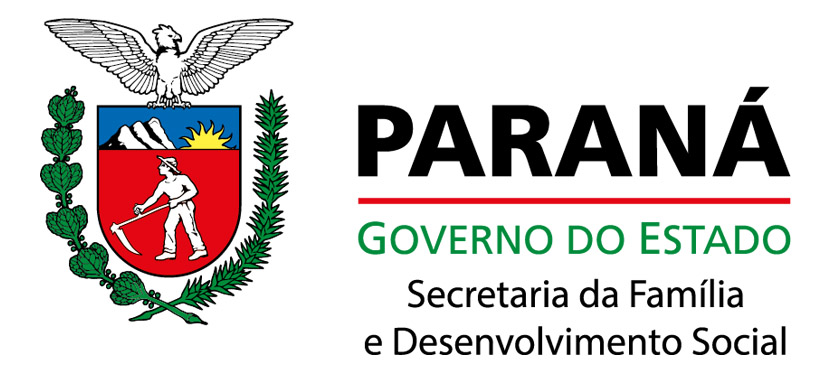 PARANÁ
GOVERNO DO ESTADO
Secretaria da Família
e Desenvolvimento Social